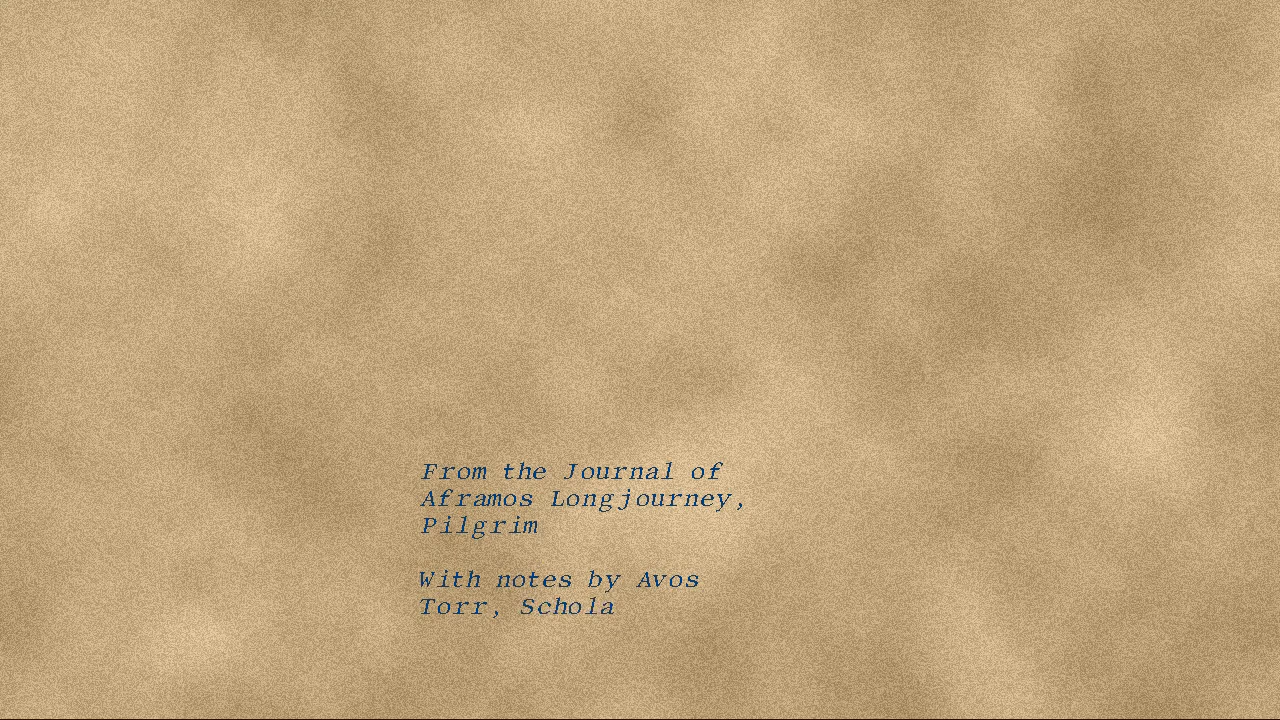 From the Journal of
Aframos Longjourney,
Pilgrim
With notes by Avos
Torr, Schola